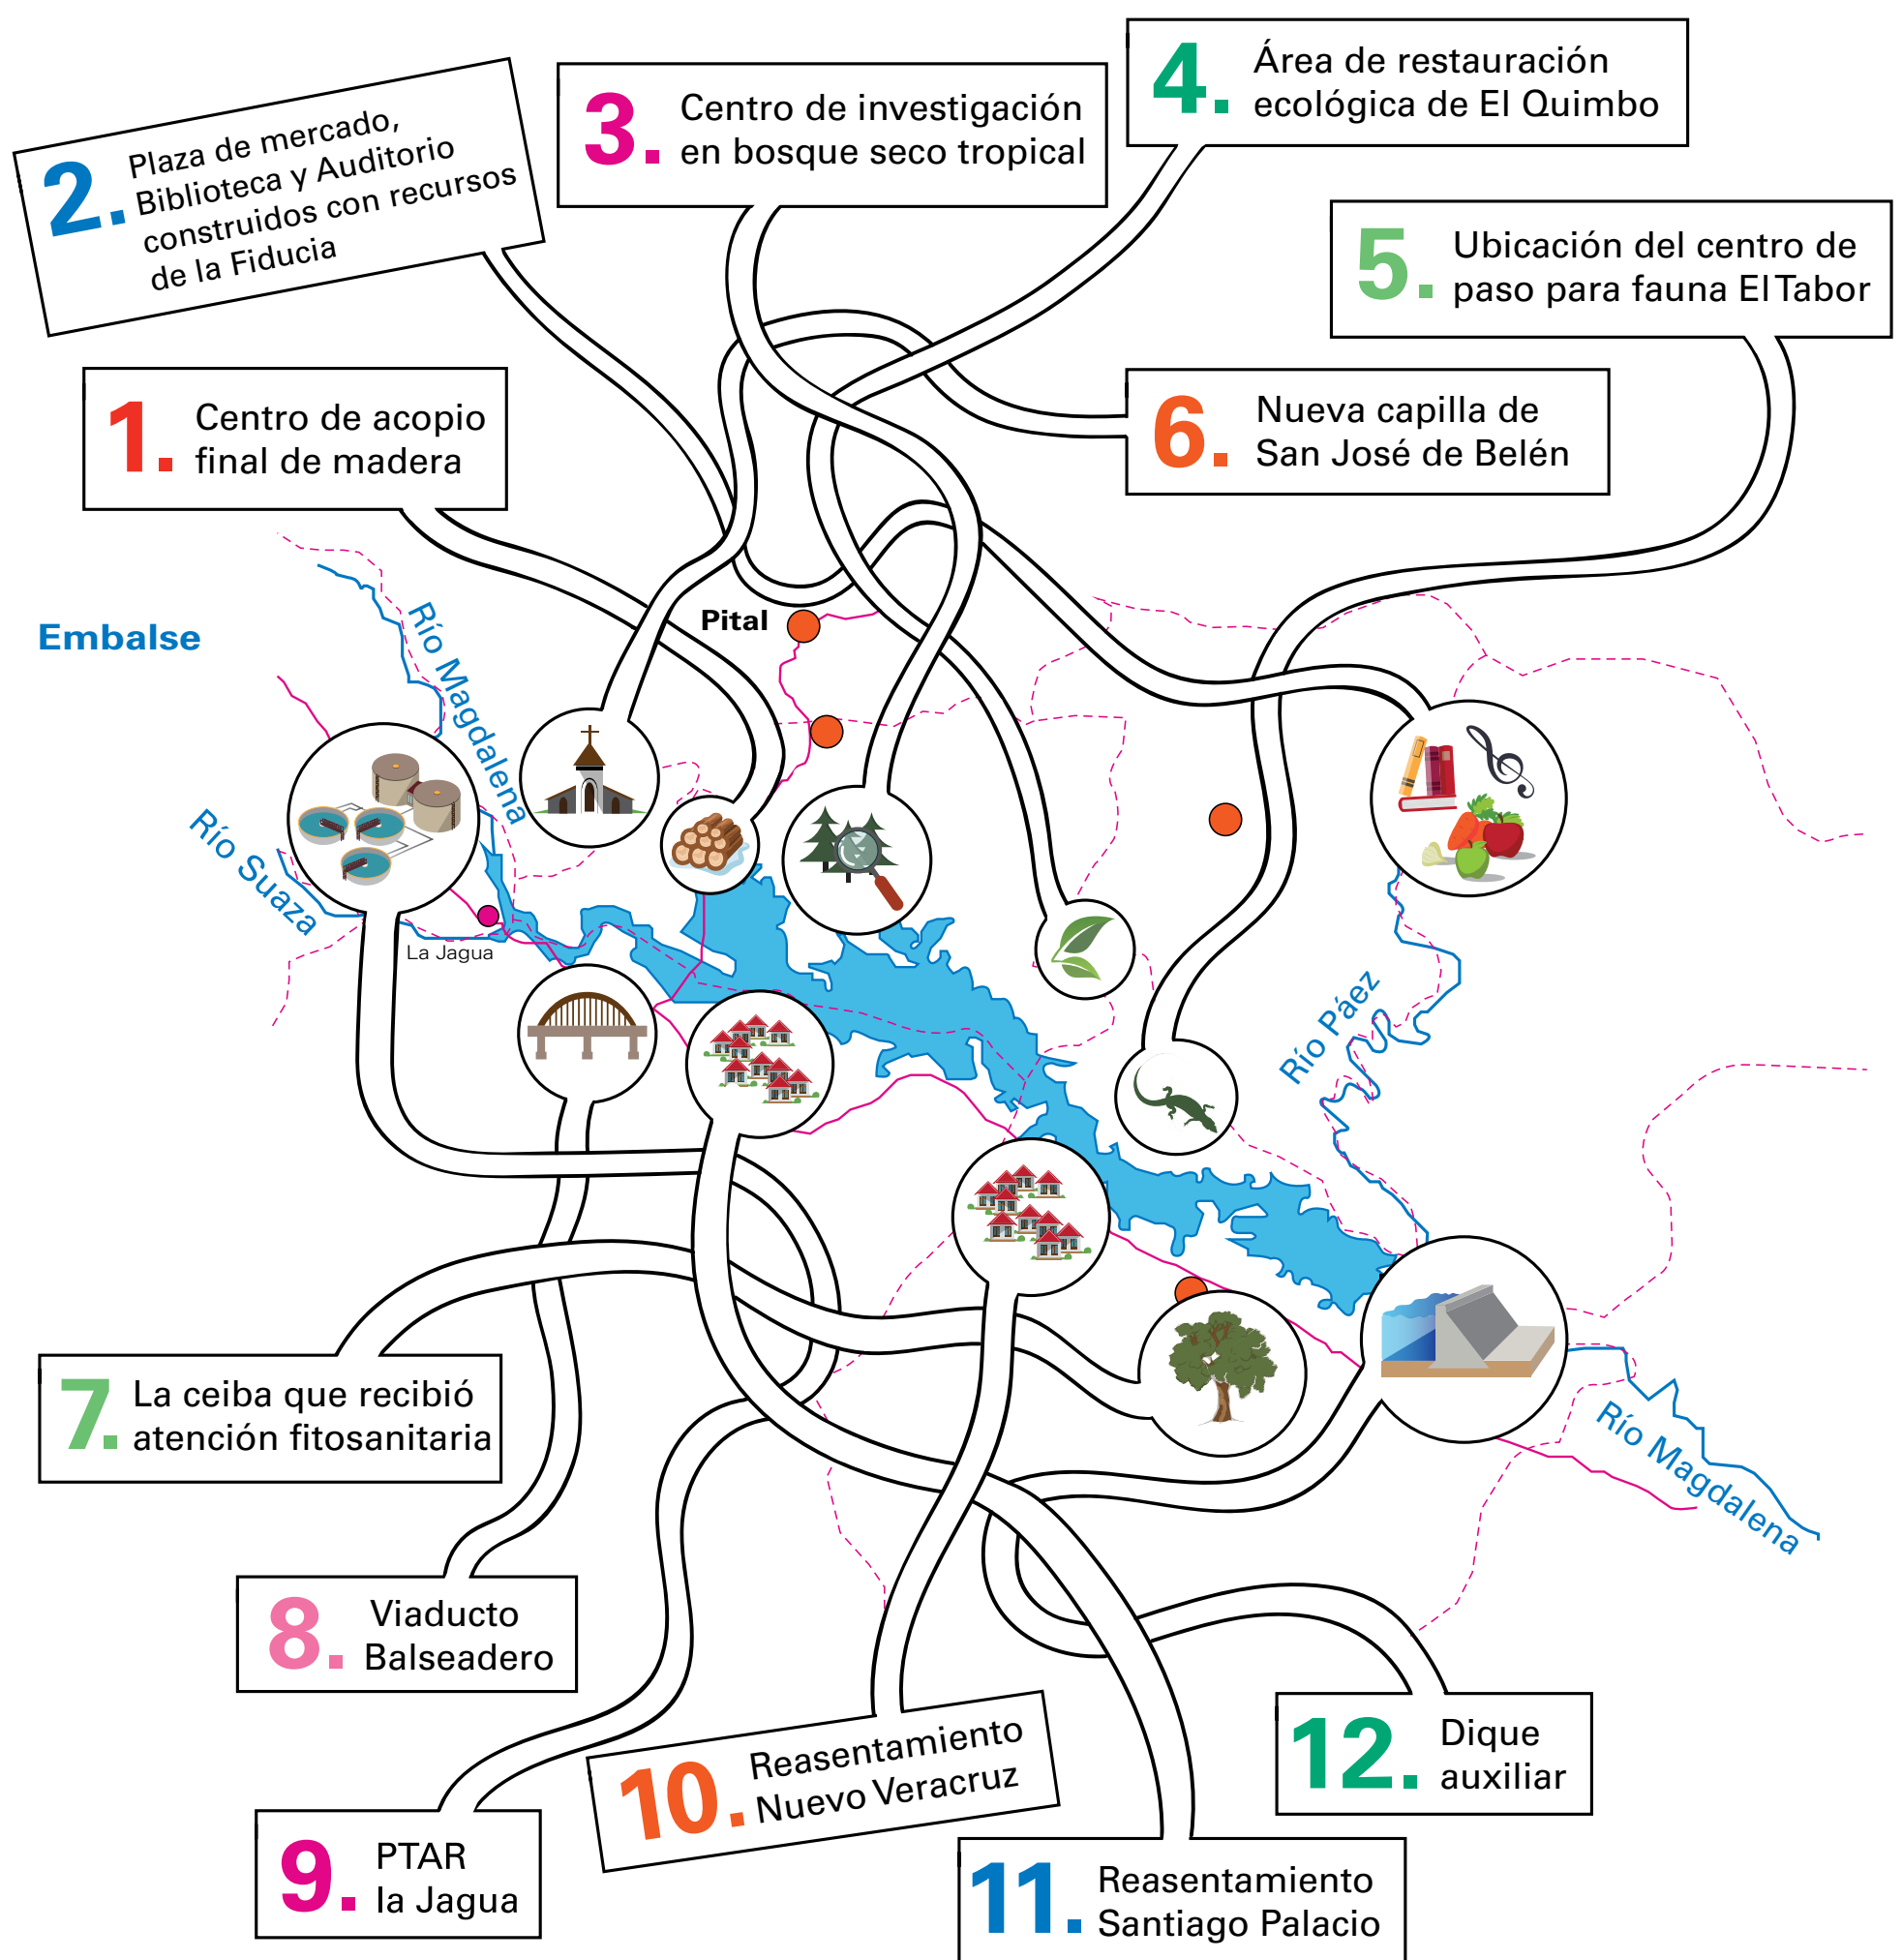 4. Área de restauración
ecológica de El Quimbo
3. Centro de investigación
en bosque seco tropical
2. Plaza de mercado,
Biblioteca y Auditorio
construidos con recursos
de la Fiducia
5. Ubicación del centro de
paso para fauna El Tabor
1. Centro de acopio
final de madera
6. Nueva capilla de
San José de Belén
Embalse
Río Magdalena
Pital
Río Suaza
La Jagua
Río Páez
Río Magdalena
7. La ceiba que recibió
atención fitosanitaria
8. Viaducto
Balseadero
9. PTAR
la Jagua
10. Reasentamiento
Nuevo Veracruz
11. Reasentamiento
Santiago Palacio
12. Dique
auxiliar